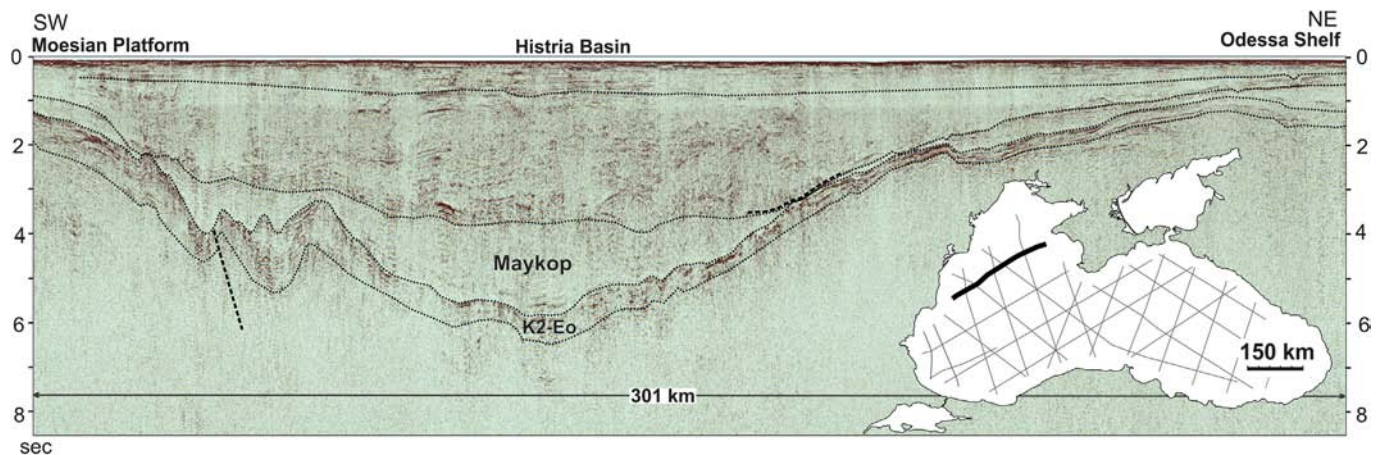 SW NE
Moesian Platform Histria Basin Odessa Shelf
0 0
2 2
4 4
Maykop
6 6
K2-Eo
150 km
301 km
8 8
sec